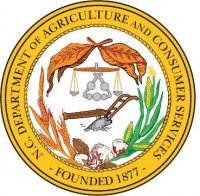 N.C. DEPARTMENT OF AGRICULTURE AND CONSUMER SERVICES
- FOUNDED 1877 -